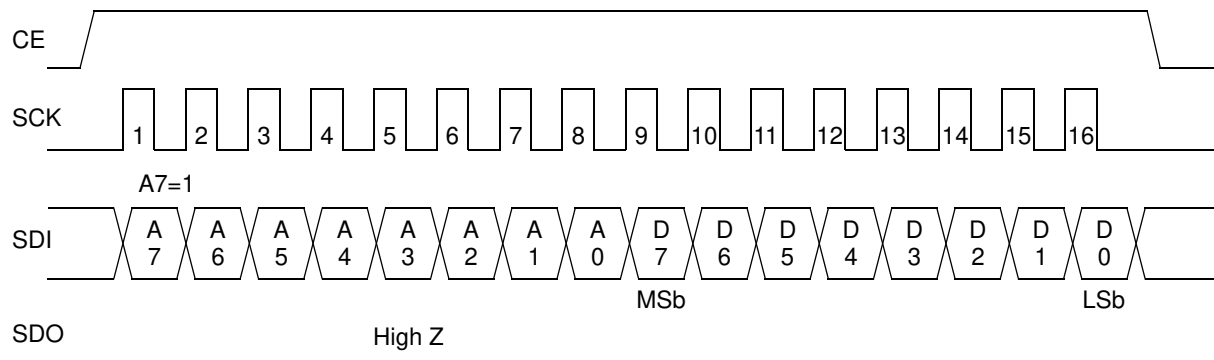 CE
SCK
1 2 3 4 5 6 7 8 9 10 11 12 13 14 15 16
A7=1
SDI
A A A A A A A A D D D D D D D D
7 6 5 4 3 2 1 0 7 6 5 4 3 2 1 0
MSb LSb
SDO High Z